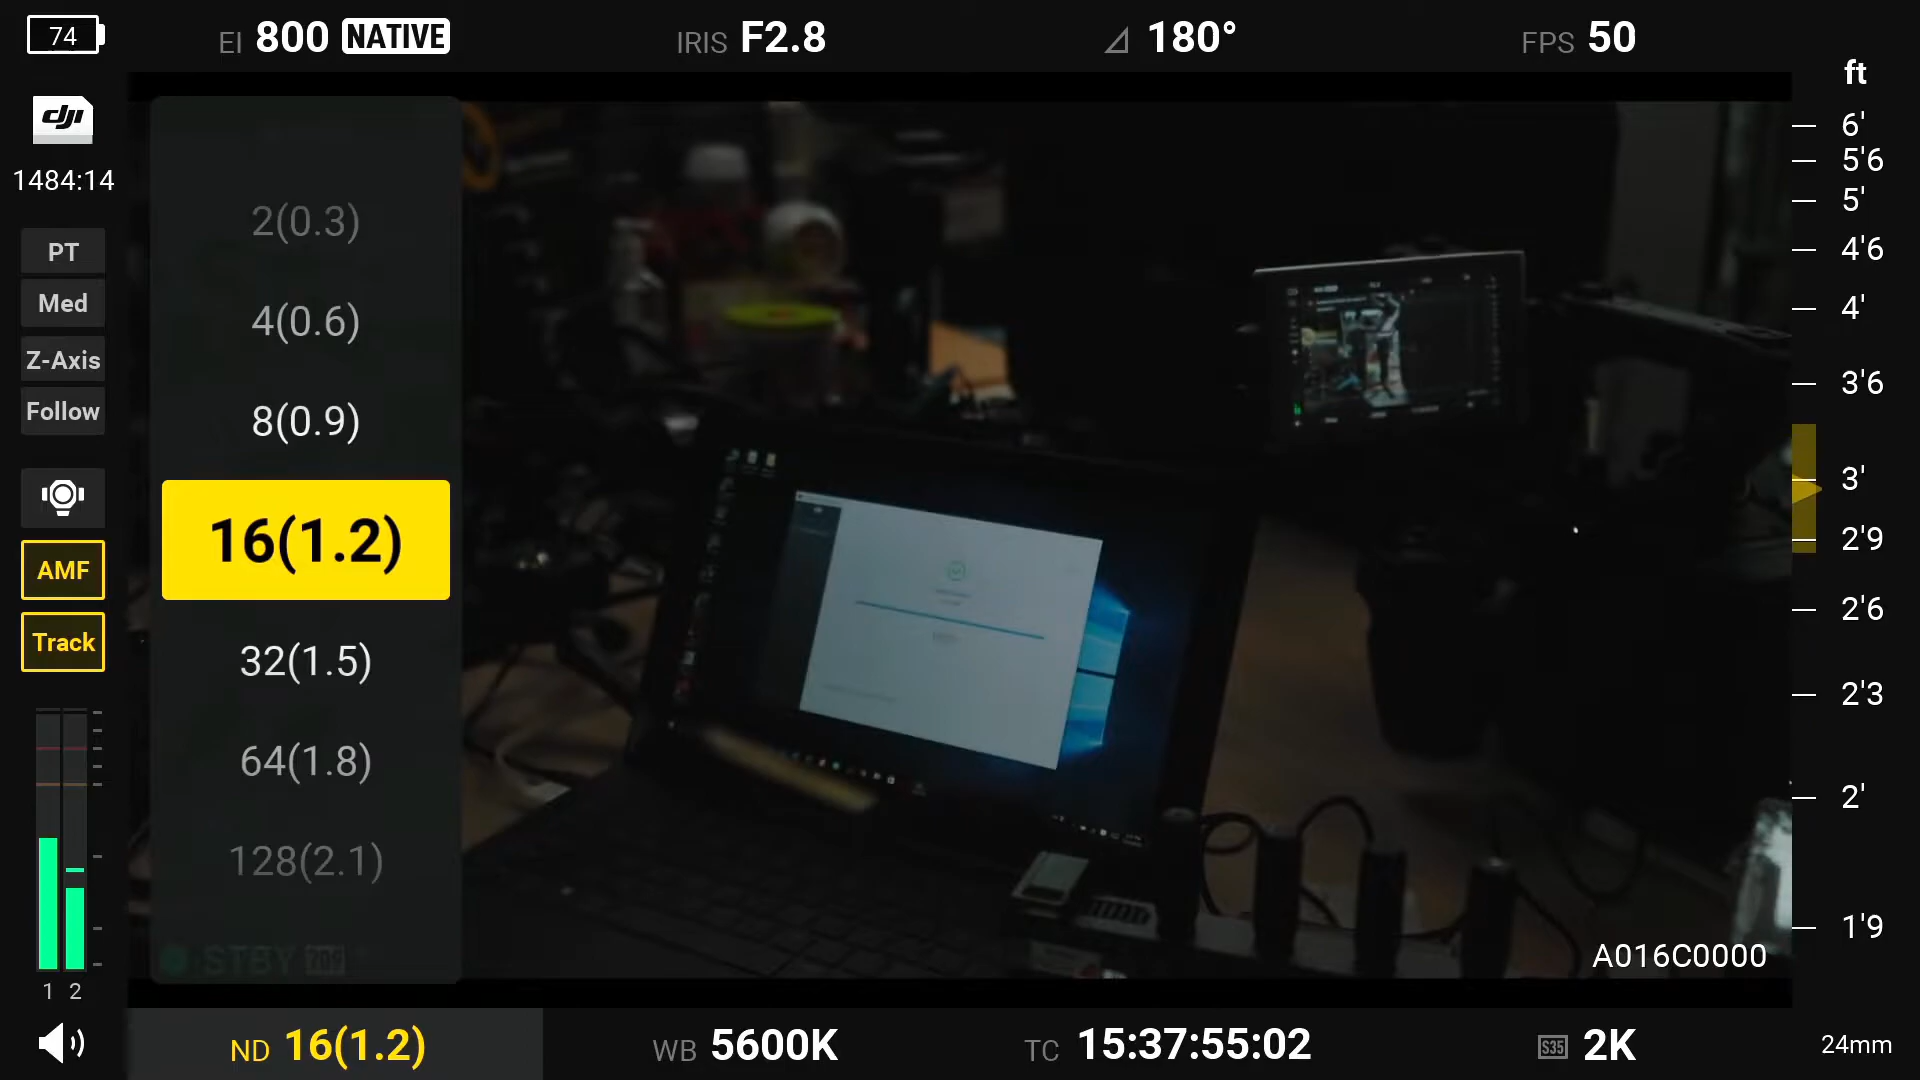 74
EI 800 NATIVE
IRIS F2.8
180°
FPS 50
ft
dji
1484:14
PT
Med
Z-Axis
Follow
AMF
Track
1 2
2(0.3)
4(0.6)
8(0.9)
16(1.2)
32(1.5)
64(1.8)
128(2.1)
STBY 709
6'
5'6
5'
4'6
4'
3'6
3'
2'9
2'6
2'3
2'
1'9
A016C0000
ND 16(1.2)
WB 5600K
TC 15:37:55:02
S35 2K
24mm